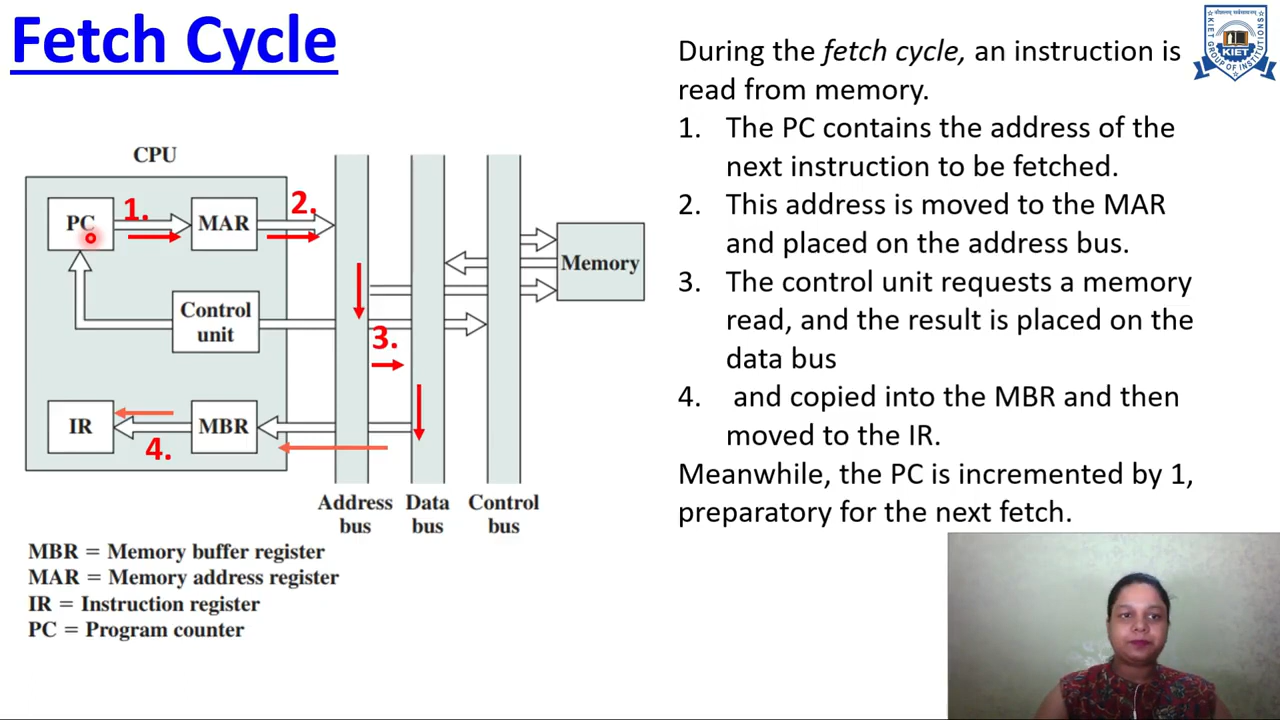 Fetch Cycle
CPU
PC
1.
MAR
2.
Memory
Control
unit
3.
IR
4.
MBR
Address
bus
Data
bus
Control
bus
MBR = Memory buffer register
MAR = Memory address register
IR = Instruction register
PC = Program counter
During the fetch cycle, an instruction is
read from memory.
1. The PC contains the address of the
next instruction to be fetched.
2. This address is moved to the MAR
and placed on the address bus.
3. The control unit requests a memory
read, and the result is placed on the
data bus
4. and copied into the MBR and then
moved to the IR.
Meanwhile, the PC is incremented by 1,
preparatory for the next fetch.
KIET
KIET GROUP OF INSTITUTIONS